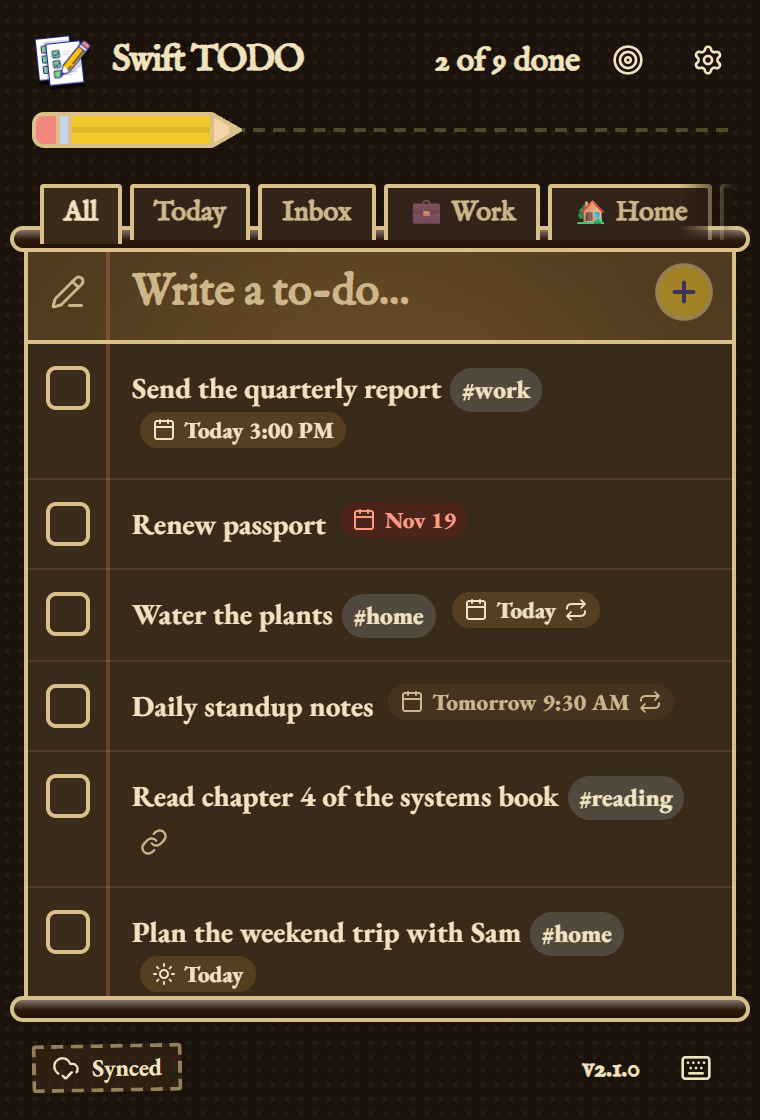 Swift TODO
2 of 9 done
All
Today
Inbox
Work
Home
Write a to-do...
Send the quarterly report #work
Today 3:00 PM
Renew passport Nov 19
Water the plants #home Today
Daily standup notes Tomorrow 9:30 AM
Read chapter 4 of the systems book #reading
Plan the weekend trip with Sam #home
Today
Synced
v2.1.0